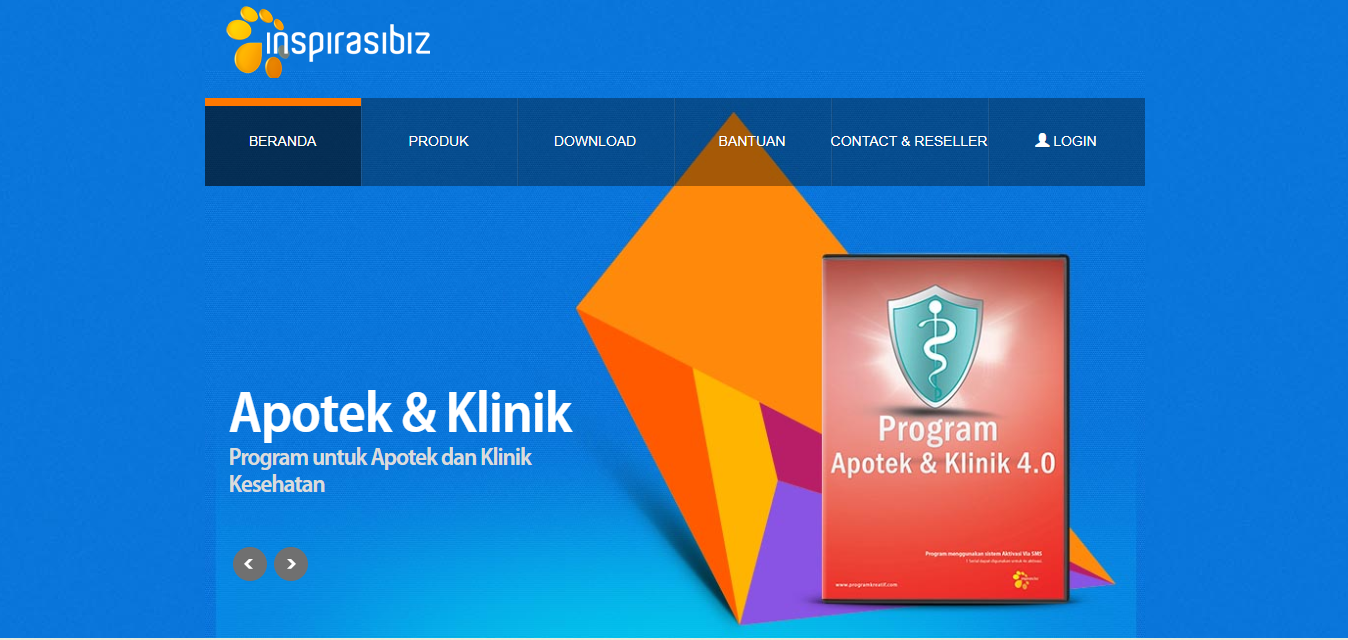 inspirasibiz
BERANDA
PRODUK
DOWNLOAD
BANTUAN
CONTACT & RESELLER
LOGIN
Apotek & Klinik
Program untuk Apotek dan Klinik
Kesehatan
Program
Apotek & Klinik 4.0
Program menggunakan sistem Aktivasi Via SMS
www.programkreatif.com